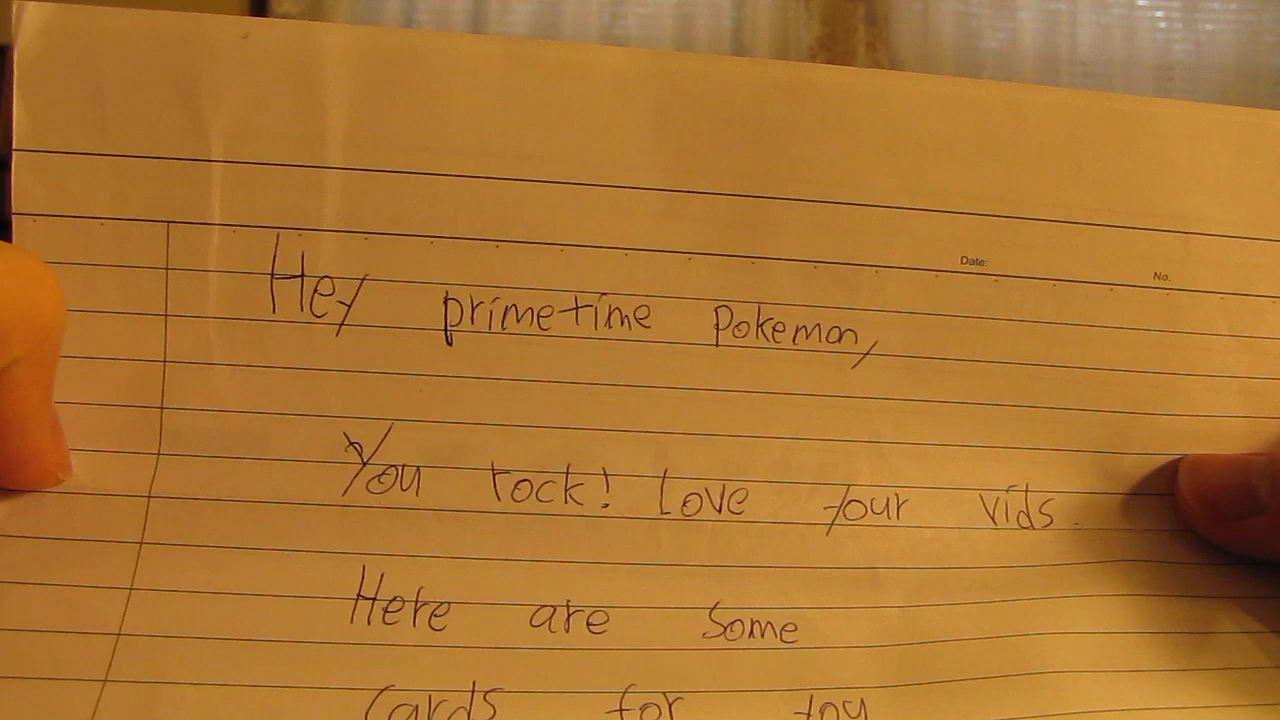 Date: No.
Hey primetime Pokemon,
You rock! Love your vids.
Here are some
Cards for you